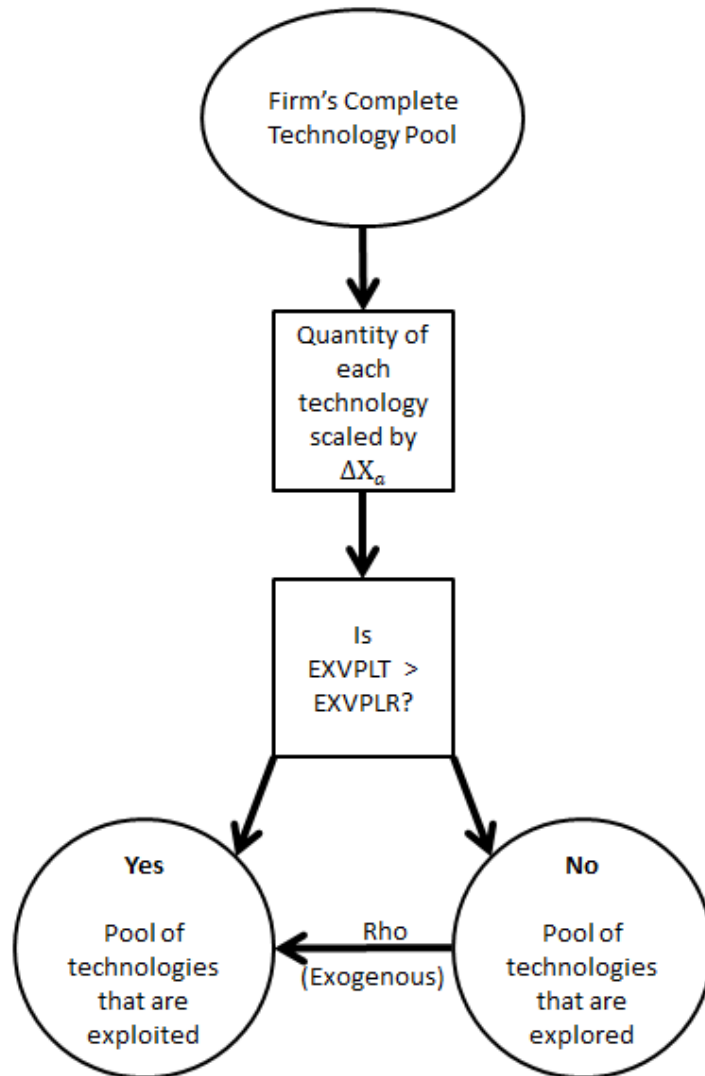 Firm's Complete
Technology Pool
Quantity of
each
technology
scaled by
ΔXₐ
Is
EXVPLT >
EXVPLR?
Yes
Pool of
technologies
that are
exploited
Rho
(Exogenous)
No
Pool of
technologies
that are
explored